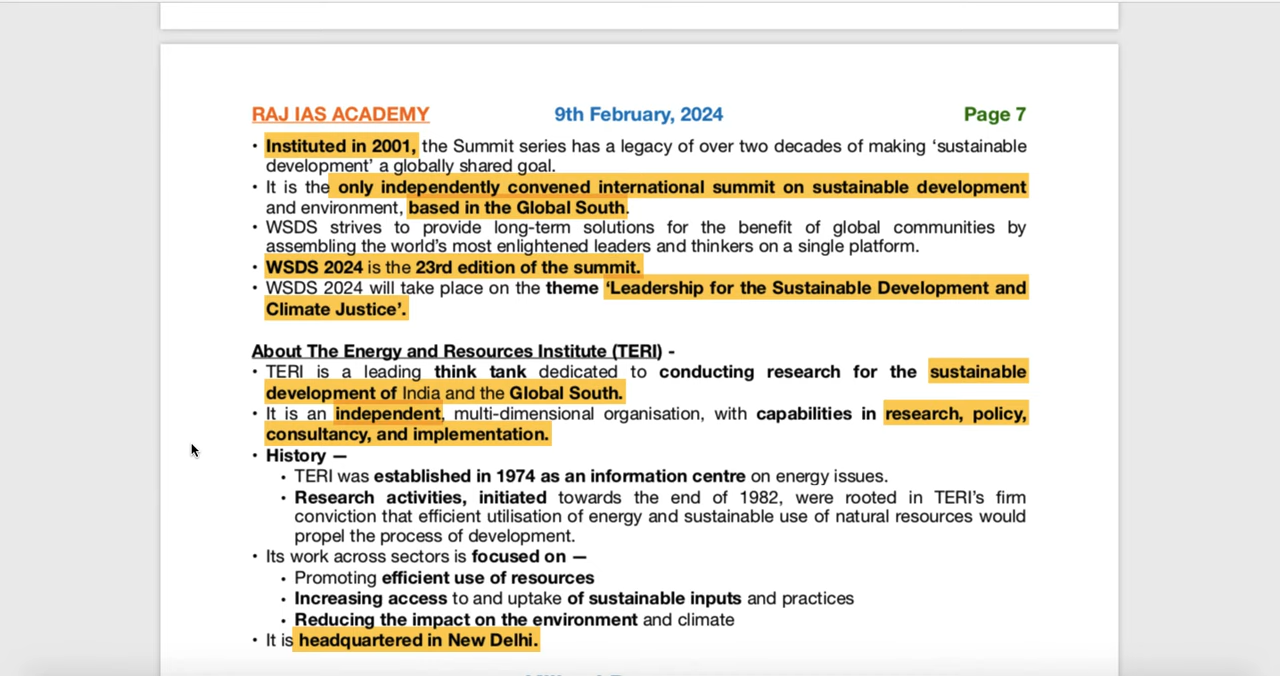 RAJ IAS ACADEMY 9th February, 2024 Page 7
• Instituted in 2001, the Summit series has a legacy of over two decades of making ‘sustainable
development’ a globally shared goal.
• It is the only independently convened international summit on sustainable development
and environment, based in the Global South.
• WSDS strives to provide long-term solutions for the benefit of global communities by
assembling the world’s most enlightened leaders and thinkers on a single platform.
• WSDS 2024 is the 23rd edition of the summit.
• WSDS 2024 will take place on the theme ‘Leadership for the Sustainable Development and
Climate Justice’.
About The Energy and Resources Institute (TERI) -
• TERI is a leading think tank dedicated to conducting research for the sustainable
development of India and the Global South.
• It is an independent, multi-dimensional organisation, with capabilities in research, policy,
consultancy, and implementation.
• History —
• TERI was established in 1974 as an information centre on energy issues.
• Research activities, initiated towards the end of 1982, were rooted in TERI’s firm
conviction that efficient utilisation of energy and sustainable use of natural resources would
propel the process of development.
• Its work across sectors is focused on —
• Promoting efficient use of resources
• Increasing access to and uptake of sustainable inputs and practices
• Reducing the impact on the environment and climate
• It is headquartered in New Delhi.